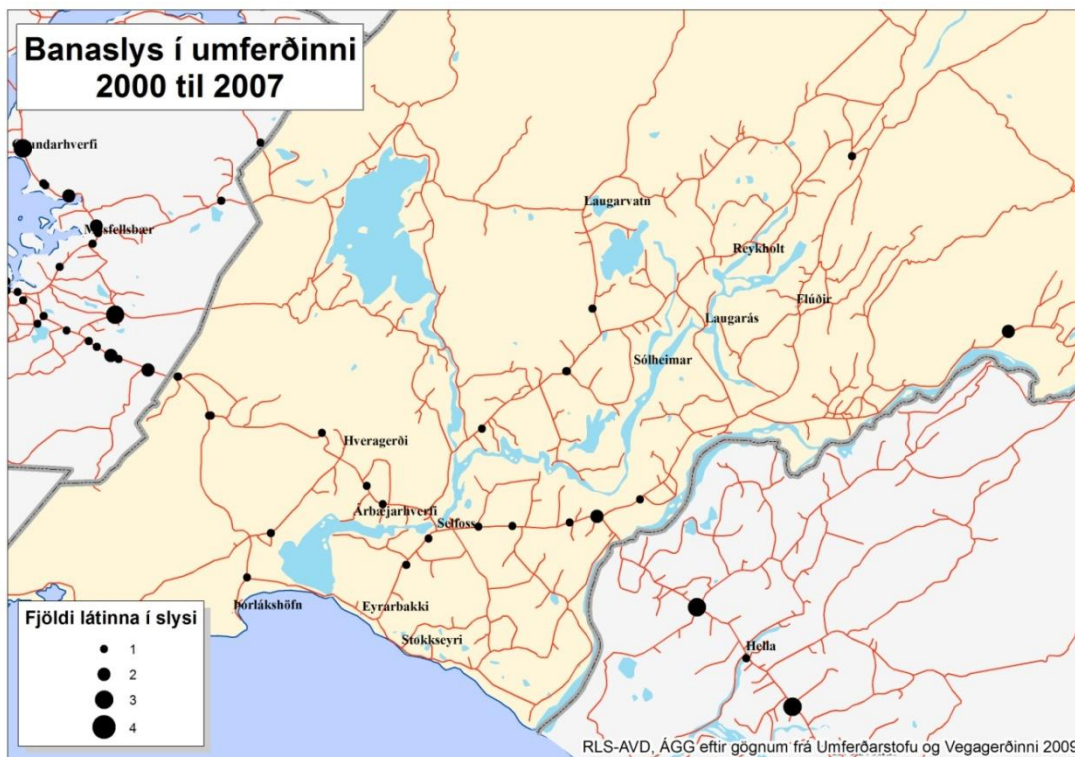 Banaslys í umferðinni
2000 til 2007
Grundarhverfi
Mosfellsbær
Laugarvatn
Reykholt
Flúðir
Laugarás
Sólheimar
Hveragerði
Árbæjarhverfi
Selfoss
Þorlákshöfn
Eyrarbakki
Stokkseyri
Hella
Fjöldi látinna í slysi
1
2
3
4
RLS-AVD, ÁGG eftir gögnum frá Umferðarstofu og Vegagerðinni 2009